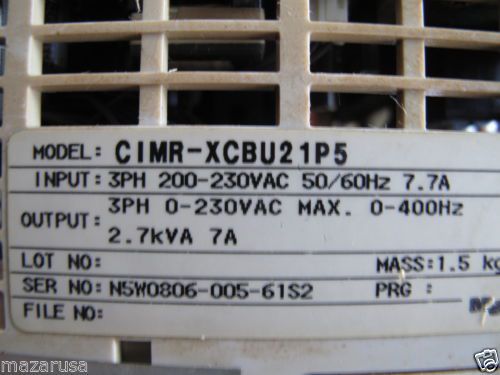 MODEL: CIMR-XCBU21P5
INPUT: 3PH 200-230VAC 50/60Hz 7.7A
OUTPUT: 3PH 0-230VAC MAX. 0-400Hz
2.7kVA 7A
LOT NO: MASS:1.5 kg
SER NO: N5W0806-005-61S2 PRG :
FILE NO:
mazarusa mazarusa